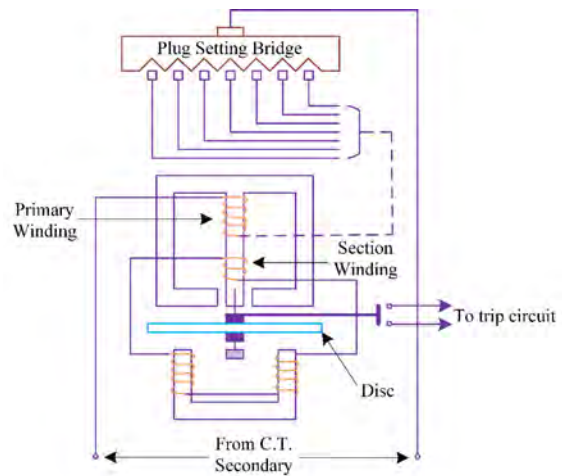 Plug Setting Bridge
Primary
Winding
Section
Winding
To trip circuit
Disc
From C.T.
Secondary